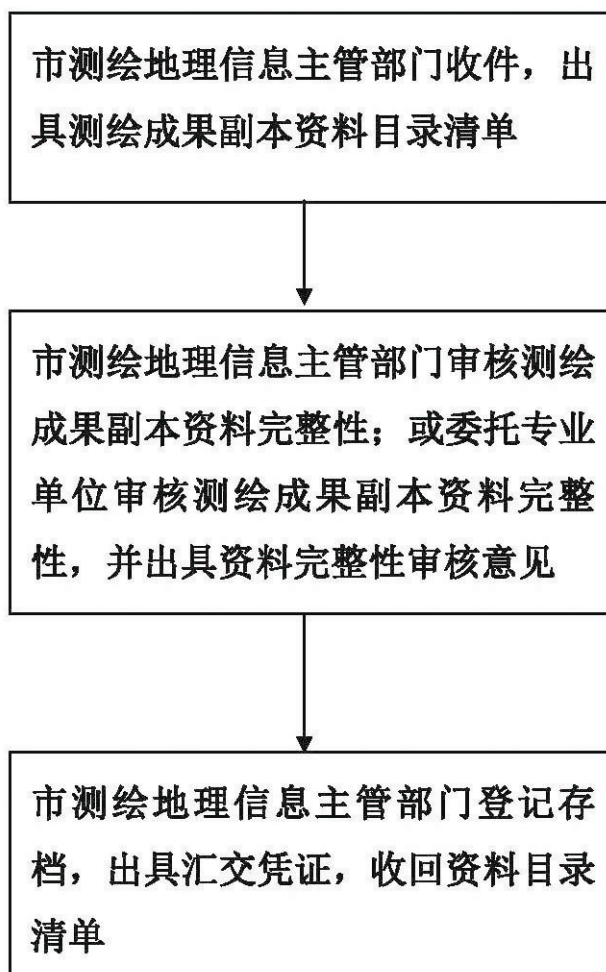 市测绘地理信息主管部门收件，出
具测绘成果副本资料目录清单
市测绘地理信息主管部门审核测绘
成果副本资料完整性；或委托专业
单位审核测绘成果副本资料完整
性，并出具资料完整性审核意见
市测绘地理信息主管部门登记存
档，出具汇交凭证，收回资料目录
清单